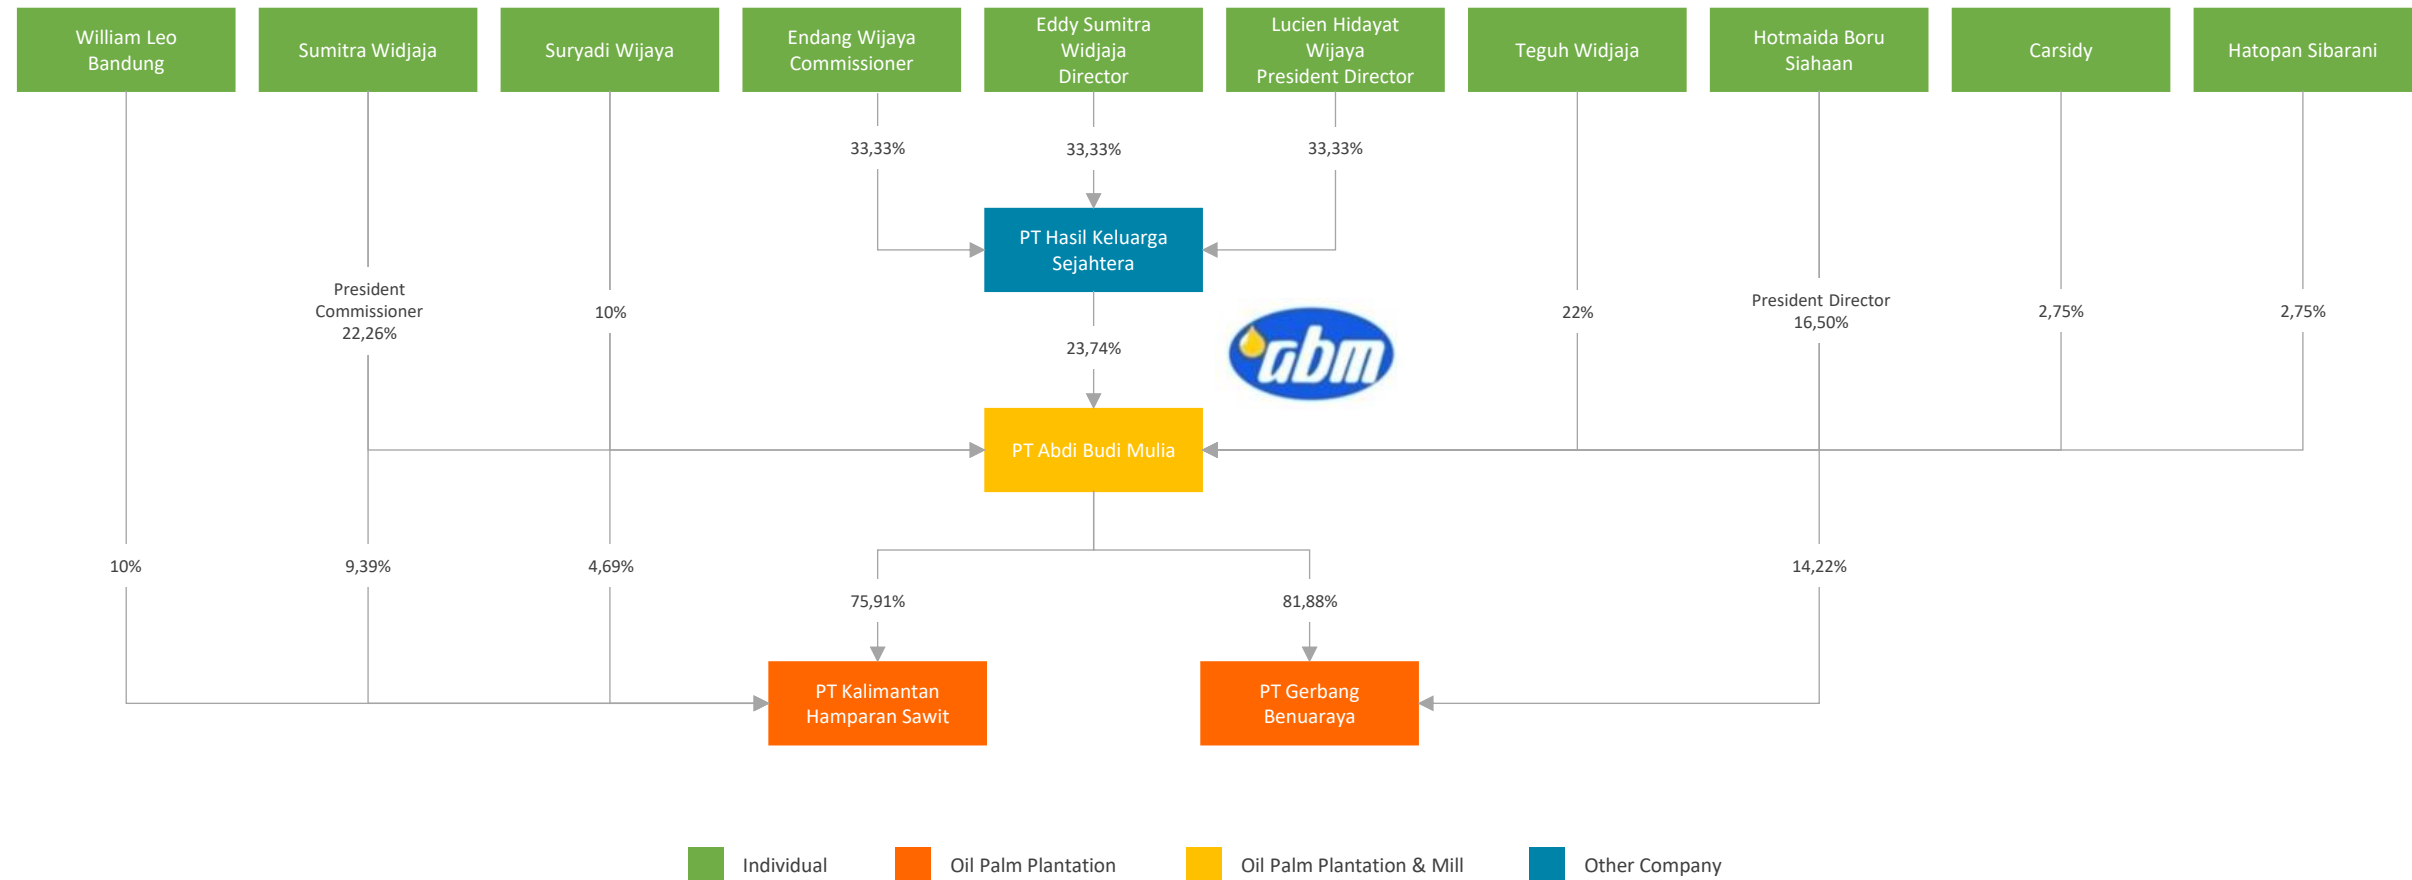 William Leo
Bandung
Sumitra Widjaja
Suryadi Wijaya
Endang Wijaya
Commissioner
Eddy Sumitra
Widjaja
Director
Lucien Hidayat
Wijaya
President Director
Teguh Widjaja
Hotmaida Boru
Siahaan
Carsidy
Hatopan Sibarani
33,33%
33,33%
33,33%
PT Hasil Keluarga
Sejahtera
President
Commissioner
22,26%
10%
23,74%
abm
22%
President Director
16,50%
2,75%
2,75%
PT Abdi Budi Mulia
10%
9,39%
4,69%
75,91%
81,88%
14,22%
PT Kalimantan
Hamparan Sawit
PT Gerbang
Benuaraya
Individual
Oil Palm Plantation
Oil Palm Plantation & Mill
Other Company